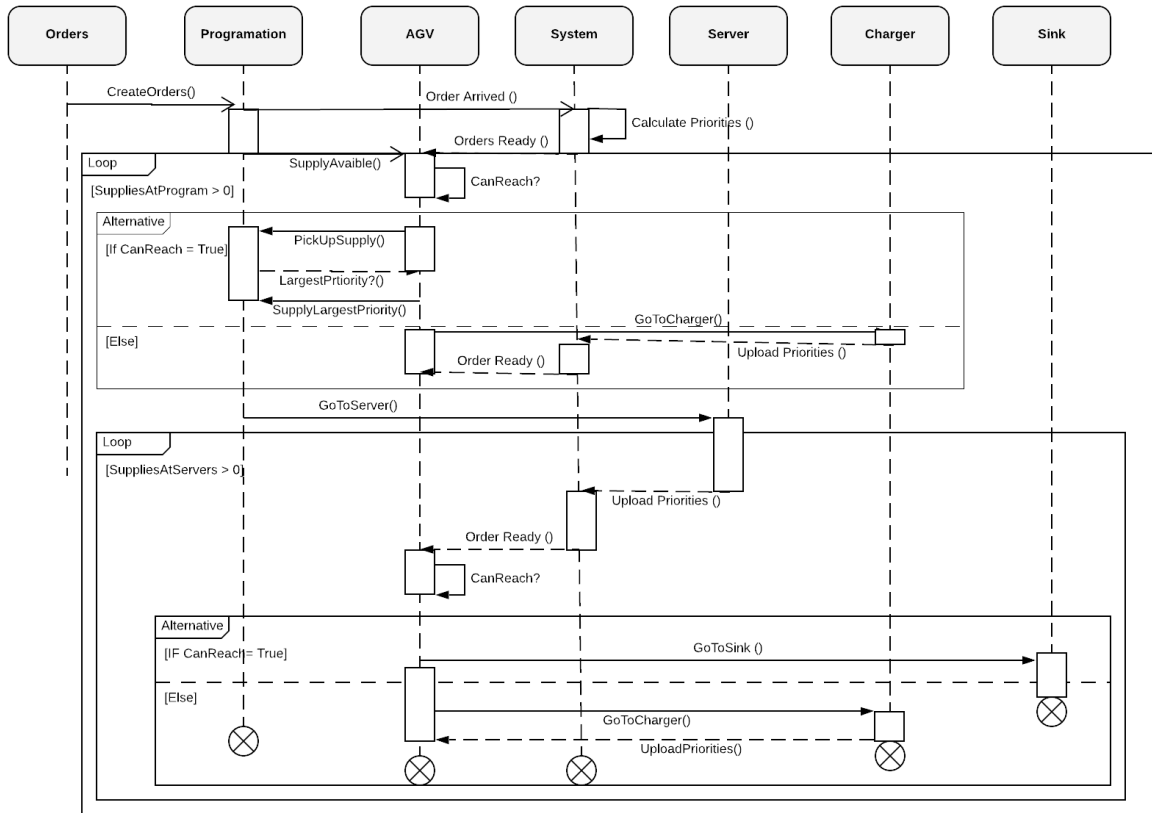 Orders
Programation
AGV
System
Server
Charger
Sink
CreateOrders()
Order Arrived ()
Calculate Priorities ()
Orders Ready ()
Loop
SupplyAvaible()
CanReach?
[SuppliesAtProgram > 0]
Alternative
[If CanReach = True]
PickUpSupply()
LargestPrtiority?()
SupplyLargestPriority()
GoToCharger()
[Else]
Upload Priorities ()
Order Ready ()
GoToServer()
Loop
[SuppliesAtServers > 0]
Upload Priorities ()
Order Ready ()
CanReach?
Alternative
[IF CanReach= True]
GoToSink ()
[Else]
GoToCharger()
UploadPriorities()